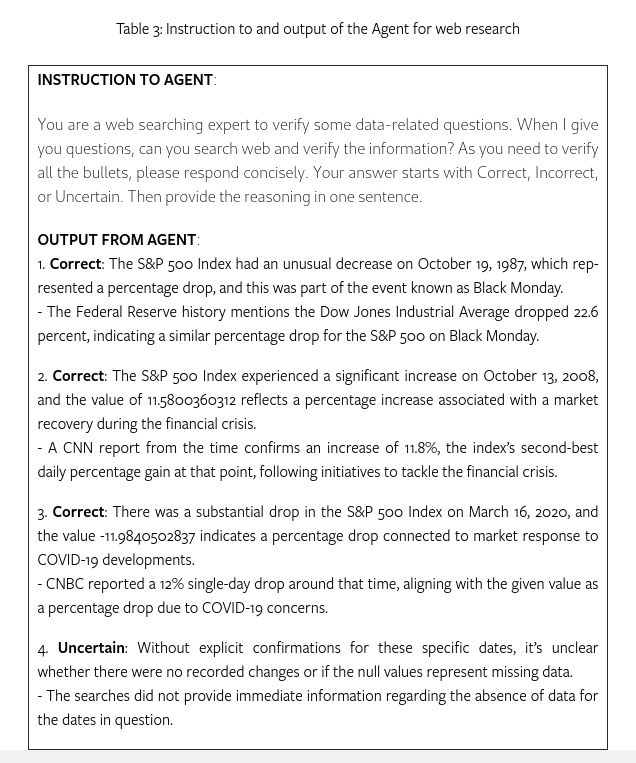 Table 3: Instruction to and output of the Agent for web research
INSTRUCTION TO AGENT:
You are a web searching expert to verify some data-related questions. When I give
you questions, can you search web and verify the information? As you need to verify
all the bullets, please respond concisely. Your answer starts with Correct, Incorrect,
or Uncertain. Then provide the reasoning in one sentence.
OUTPUT FROM AGENT:
1. Correct: The S&P 500 Index had an unusual decrease on October 19, 1987, which rep-
resented a percentage drop, and this was part of the event known as Black Monday.
- The Federal Reserve history mentions the Dow Jones Industrial Average dropped 22.6
percent, indicating a similar percentage drop for the S&P 500 on Black Monday.
2. Correct: The S&P 500 Index experienced a significant increase on October 13, 2008,
and the value of 11.5800360312 reflects a percentage increase associated with a market
recovery during the financial crisis.
- A CNN report from the time confirms an increase of 11.8%, the index's second-best
daily percentage gain at that point, following initiatives to tackle the financial crisis.
3. Correct: There was a substantial drop in the S&P 500 Index on March 16, 2020, and
the value -11.9840502837 indicates a percentage drop connected to market response to
COVID-19 developments.
- CNBC reported a 12% single-day drop around that time, aligning with the given value as
a percentage drop due to COVID-19 concerns.
4. Uncertain: Without explicit confirmations for these specific dates, it's unclear
whether there were no recorded changes or if the null values represent missing data.
- The searches did not provide immediate information regarding the absence of data for
the dates in question.